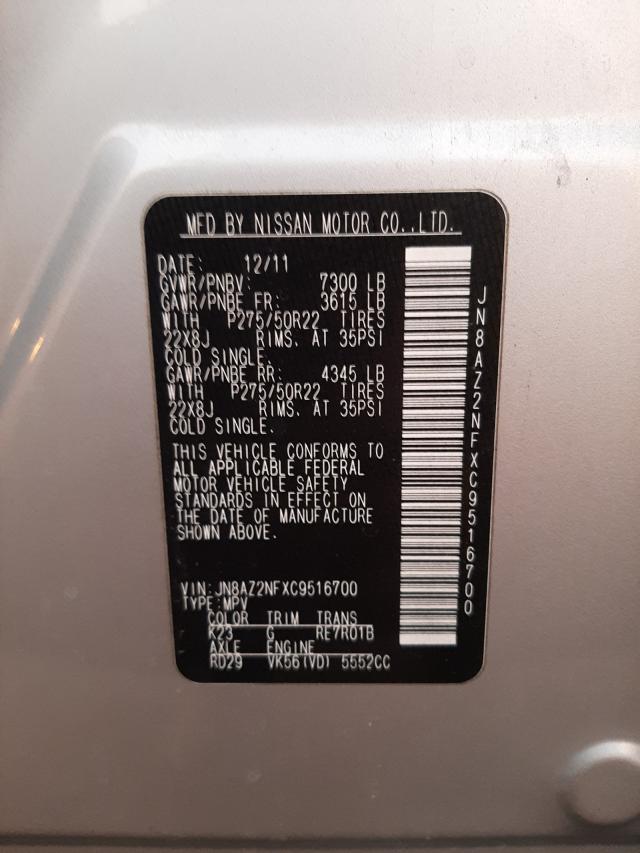 MFD BY NISSAN MOTOR CO.,LTD.
DATE: 12/11
GVWR/PNBV: 7300 LB
GAWR/PNBE FR: 3615 LB
WITH P275/50R22 TIRES
22X8J RIMS. AT 35PSI
COLD SINGLE.
GAWR/PNBE RR: 4345 LB
WITH P275/50R22 TIRES
22X8J RIMS. AT 35PSI
COLD SINGLE.
THIS VEHICLE CONFORMS TO
ALL APPLICABLE FEDERAL
MOTOR VEHICLE SAFETY
STANDARDS IN EFFECT ON
THE DATE OF MANUFACTURE
SHOWN ABOVE.
VIN:JN8AZ2NFXC9516700
TYPE:MPV
COLOR TRIM TRANS
K23 G RE7R01B
AXLE ENGINE
RD29 VK56(VD) 5552CC
JN8AZ2NFXC9516700